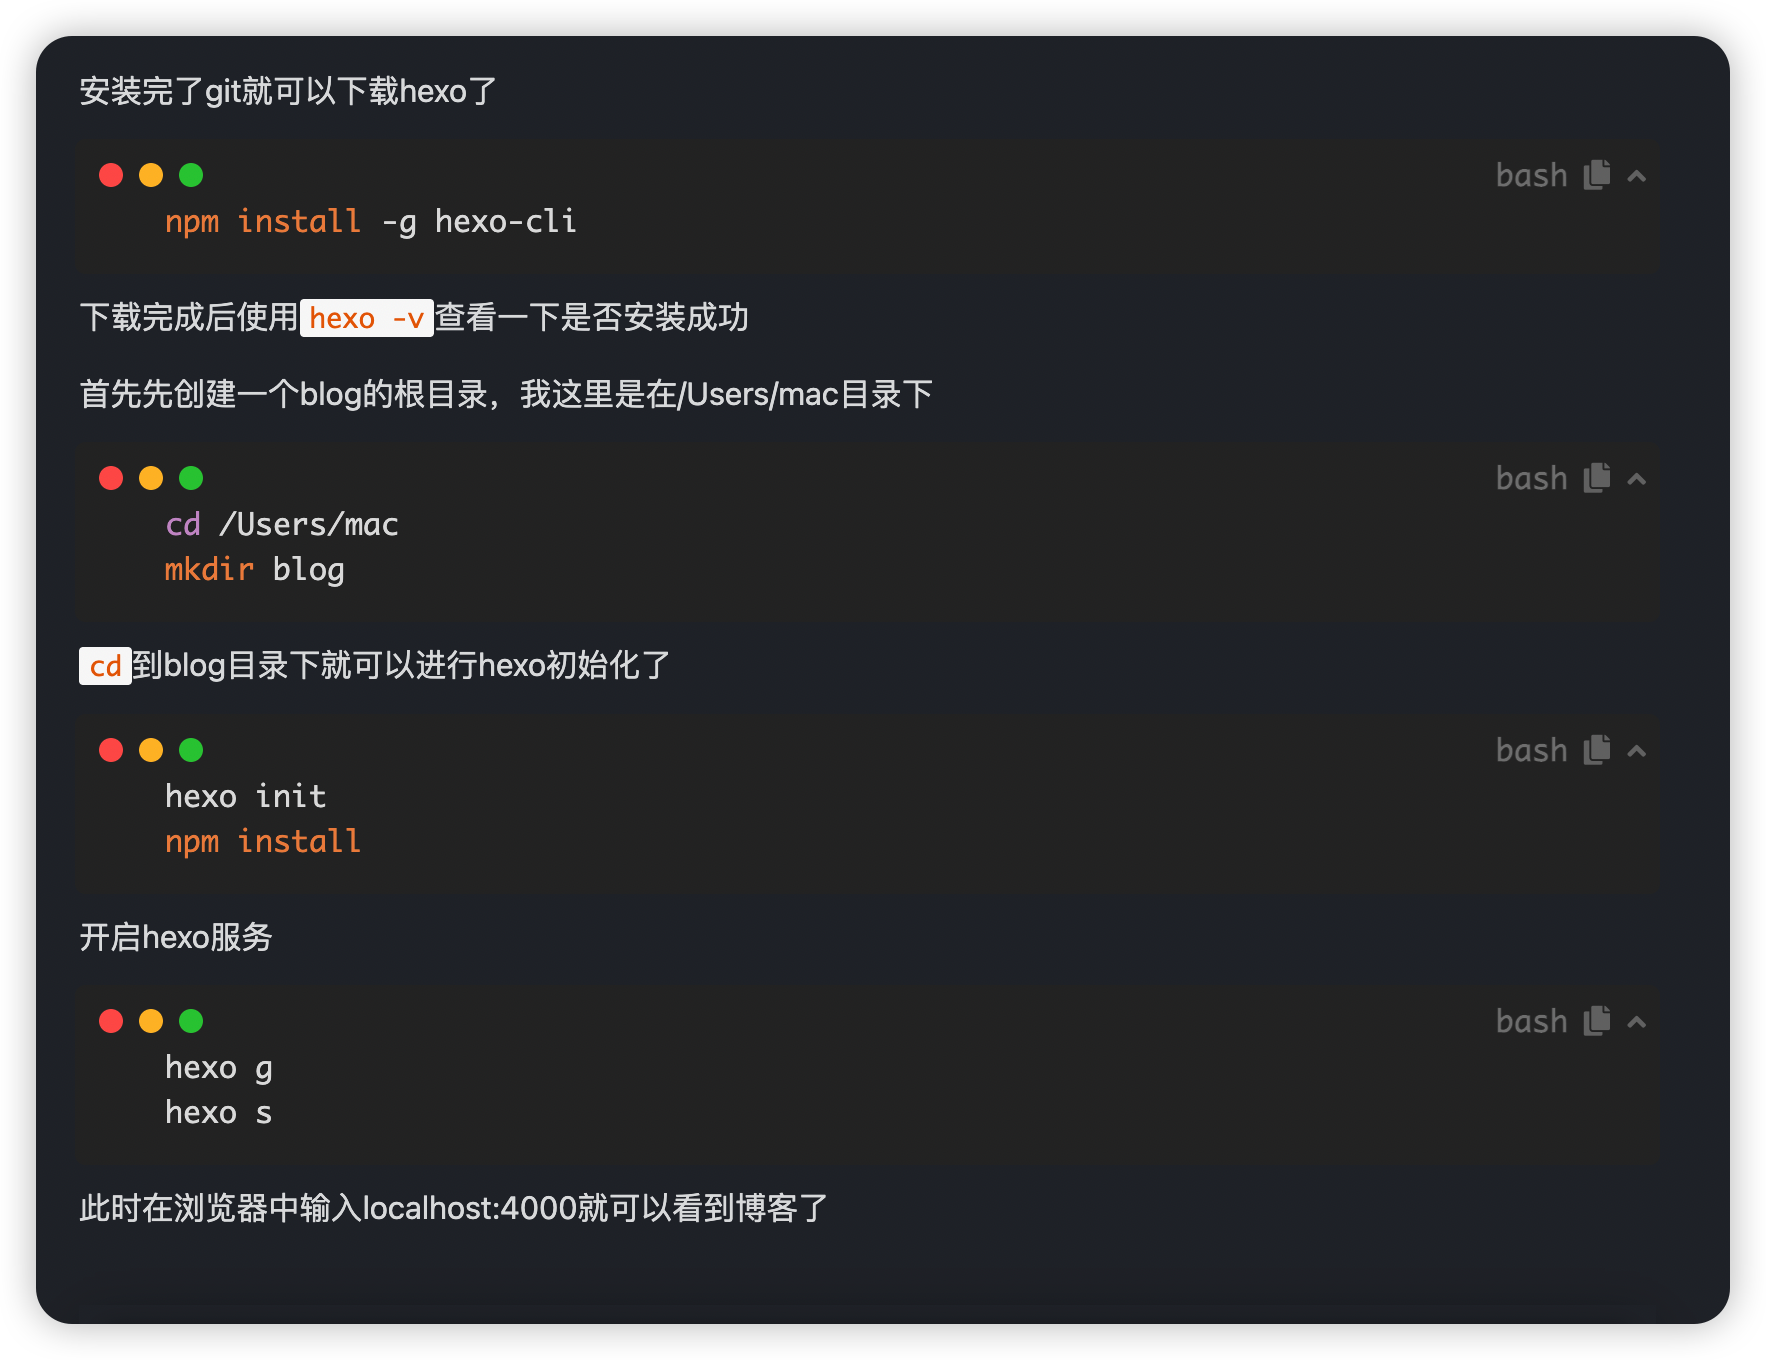 安装完了git就可以下载hexo了
bash
npm install -g hexo-cli
下载完成后使用hexo -v查看一下是否安装成功
首先先创建一个blog的根目录，我这里是在/Users/mac目录下
bash
cd /Users/mac
mkdir blog
cd到blog目录下就可以进行hexo初始化了
bash
hexo init
npm install
开启hexo服务
bash
hexo g
hexo s
此时在浏览器中输入localhost:4000就可以看到博客了